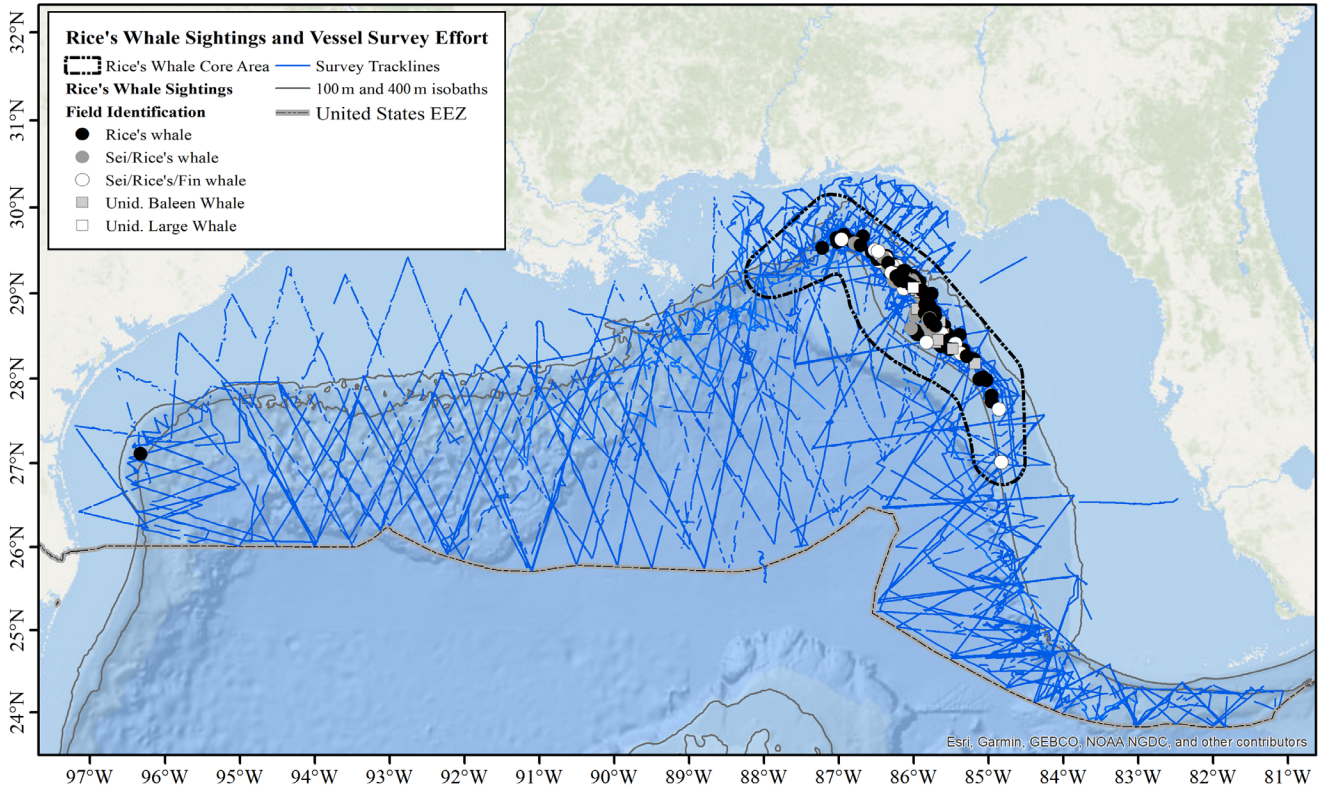 Rice's Whale Sightings and Vessel Survey Effort
Rice's Whale Core Area
Survey Tracklines
Rice's Whale Sightings
100 m and 400 m isobaths
Field Identification
United States EEZ
Rice's whale
Sei/Rice's whale
Sei/Rice's/Fin whale
Unid. Baleen Whale
Unid. Large Whale
32°N
31°N
30°N
29°N
28°N
27°N
26°N
25°N
24°N
Esri, Garmin, GEBCO, NOAA NGDC, and other contributors
97°W 96°W 95°W 94°W 93°W 92°W 91°W 90°W 89°W 88°W 87°W 86°W 85°W 84°W 83°W 82°W 81°W